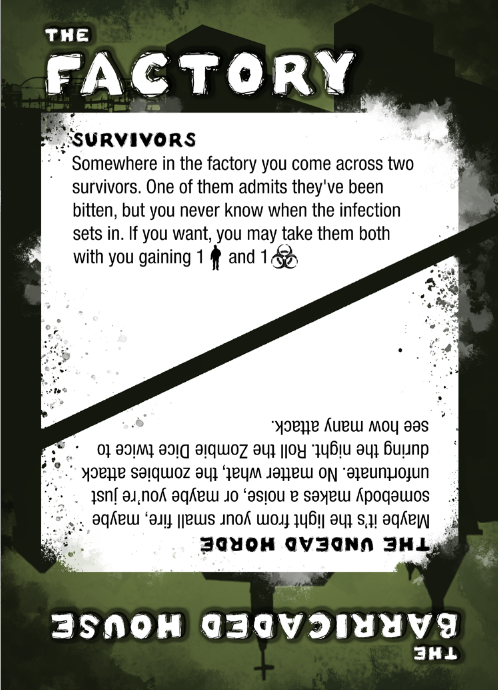 THE
FACTORY
SURVIVORS
Somewhere in the factory you come across two
survivors. One of them admits they've been
bitten, but you never know when the infection
sets in. If you want, you may take them both
with you gaining 1 and 1
THE
BARRICADED HOUSE
THE UNDEAD HORDE
Maybe it's the light from your small fire, maybe
somebody makes a noise, or maybe you're just
unfortunate. No matter what, the zombies attack
during the night. Roll the Zombie Dice twice to
see how many attack.